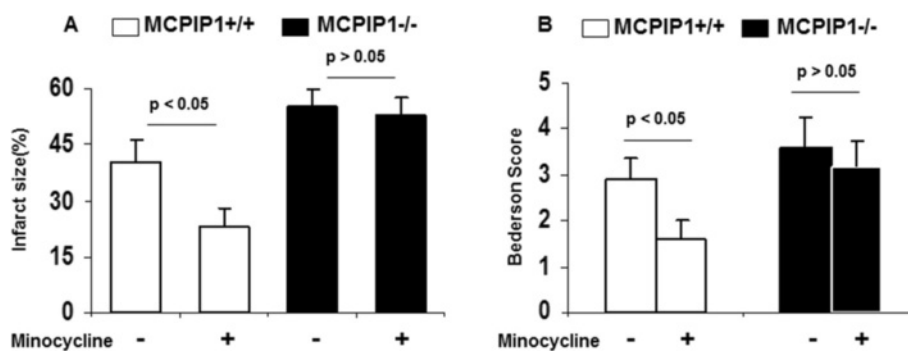 A MCPIP1+/+ MCPIP1-/-
p > 0.05
p < 0.05
Infarct size(%)
60
45
30
15
0
Minocycline - + - +
B MCPIP1+/+ MCPIP1-/-
p > 0.05
p < 0.05
Bederson Score
5
4
3
2
1
0
Minocycline - + - +